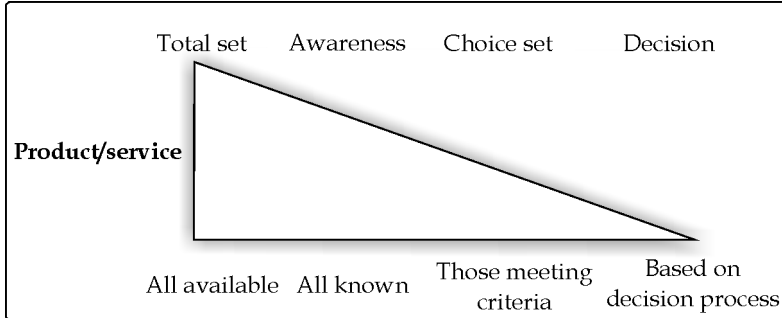 Total set Awareness Choice set Decision
Product/service
All available All known Those meeting criteria Based on decision process